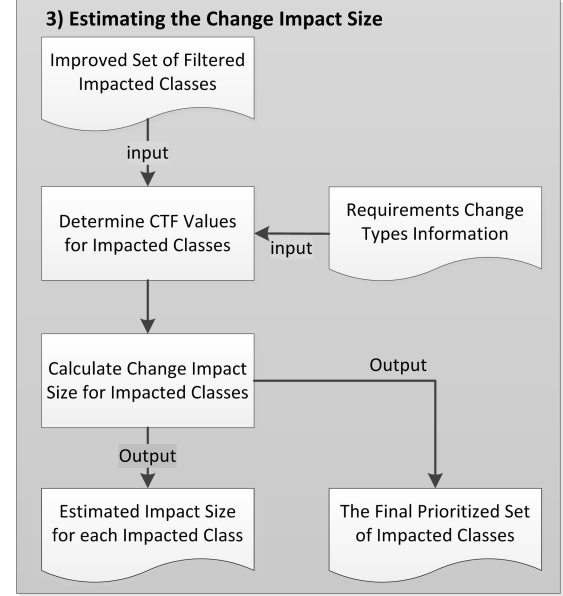 3) Estimating the Change Impact Size
Improved Set of Filtered
Impacted Classes
input
Determine CTF Values
for Impacted Classes
Requirements Change
Types Information
input
Calculate Change Impact
Size for Impacted Classes
Output
Output
Estimated Impact Size
for each Impacted Class
The Final Prioritized Set
of Impacted Classes